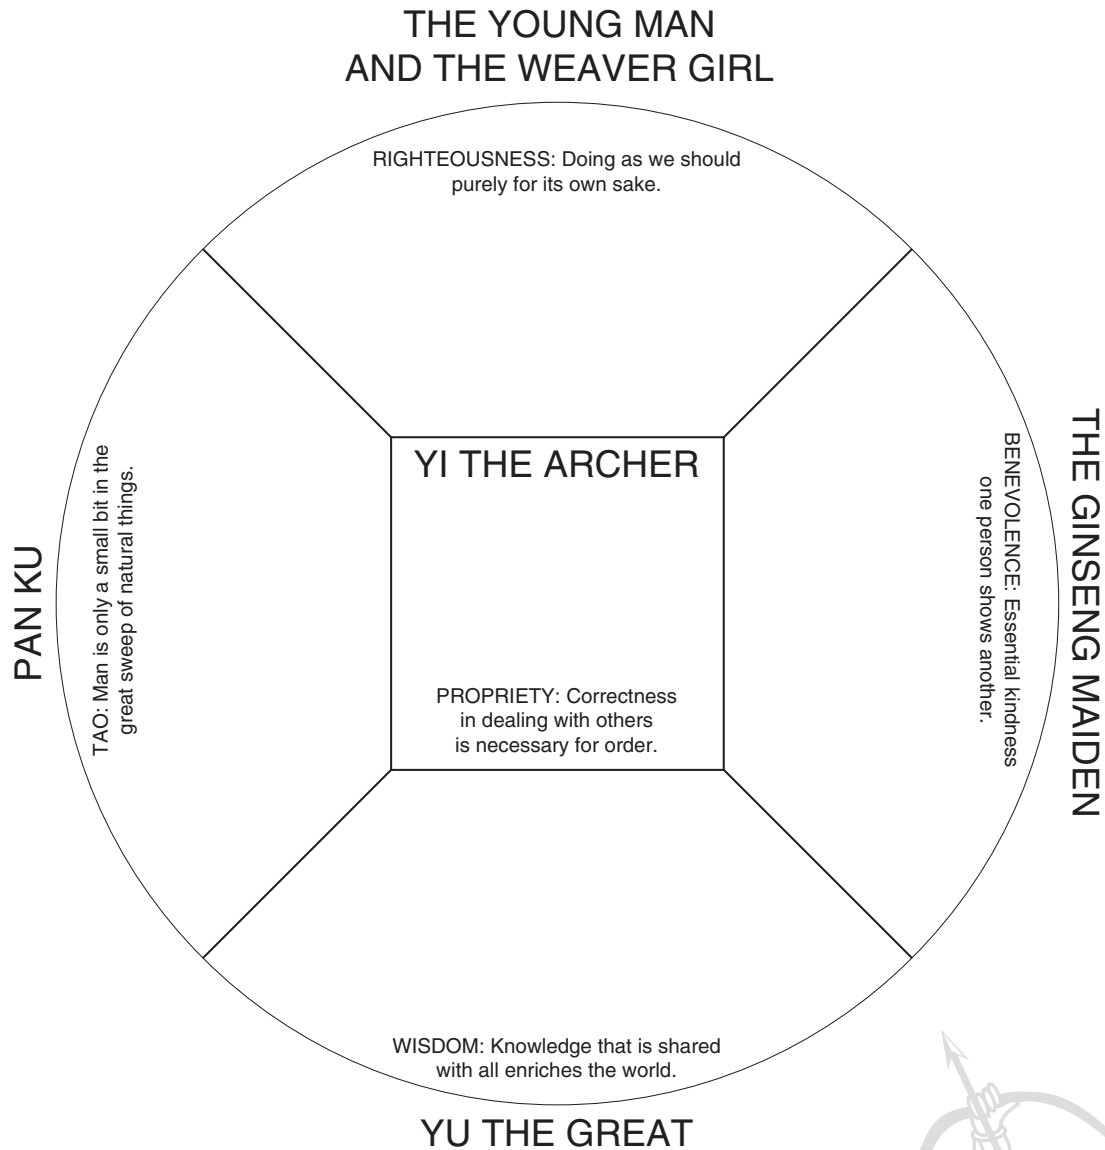 THE YOUNG MAN
AND THE WEAVER GIRL
RIGHTEOUSNESS: Doing as we should
purely for its own sake.
PAN KU
TAO: Man is only a small bit in the
great sweep of natural things.
YI THE ARCHER
PROPRIETY: Correctness
in dealing with others
is necessary for order.
BENEVOLENCE: Essential kindness
one person shows another.
THE GINSENG MAIDEN
WISDOM: Knowledge that is shared
with all enriches the world.
YU THE GREAT